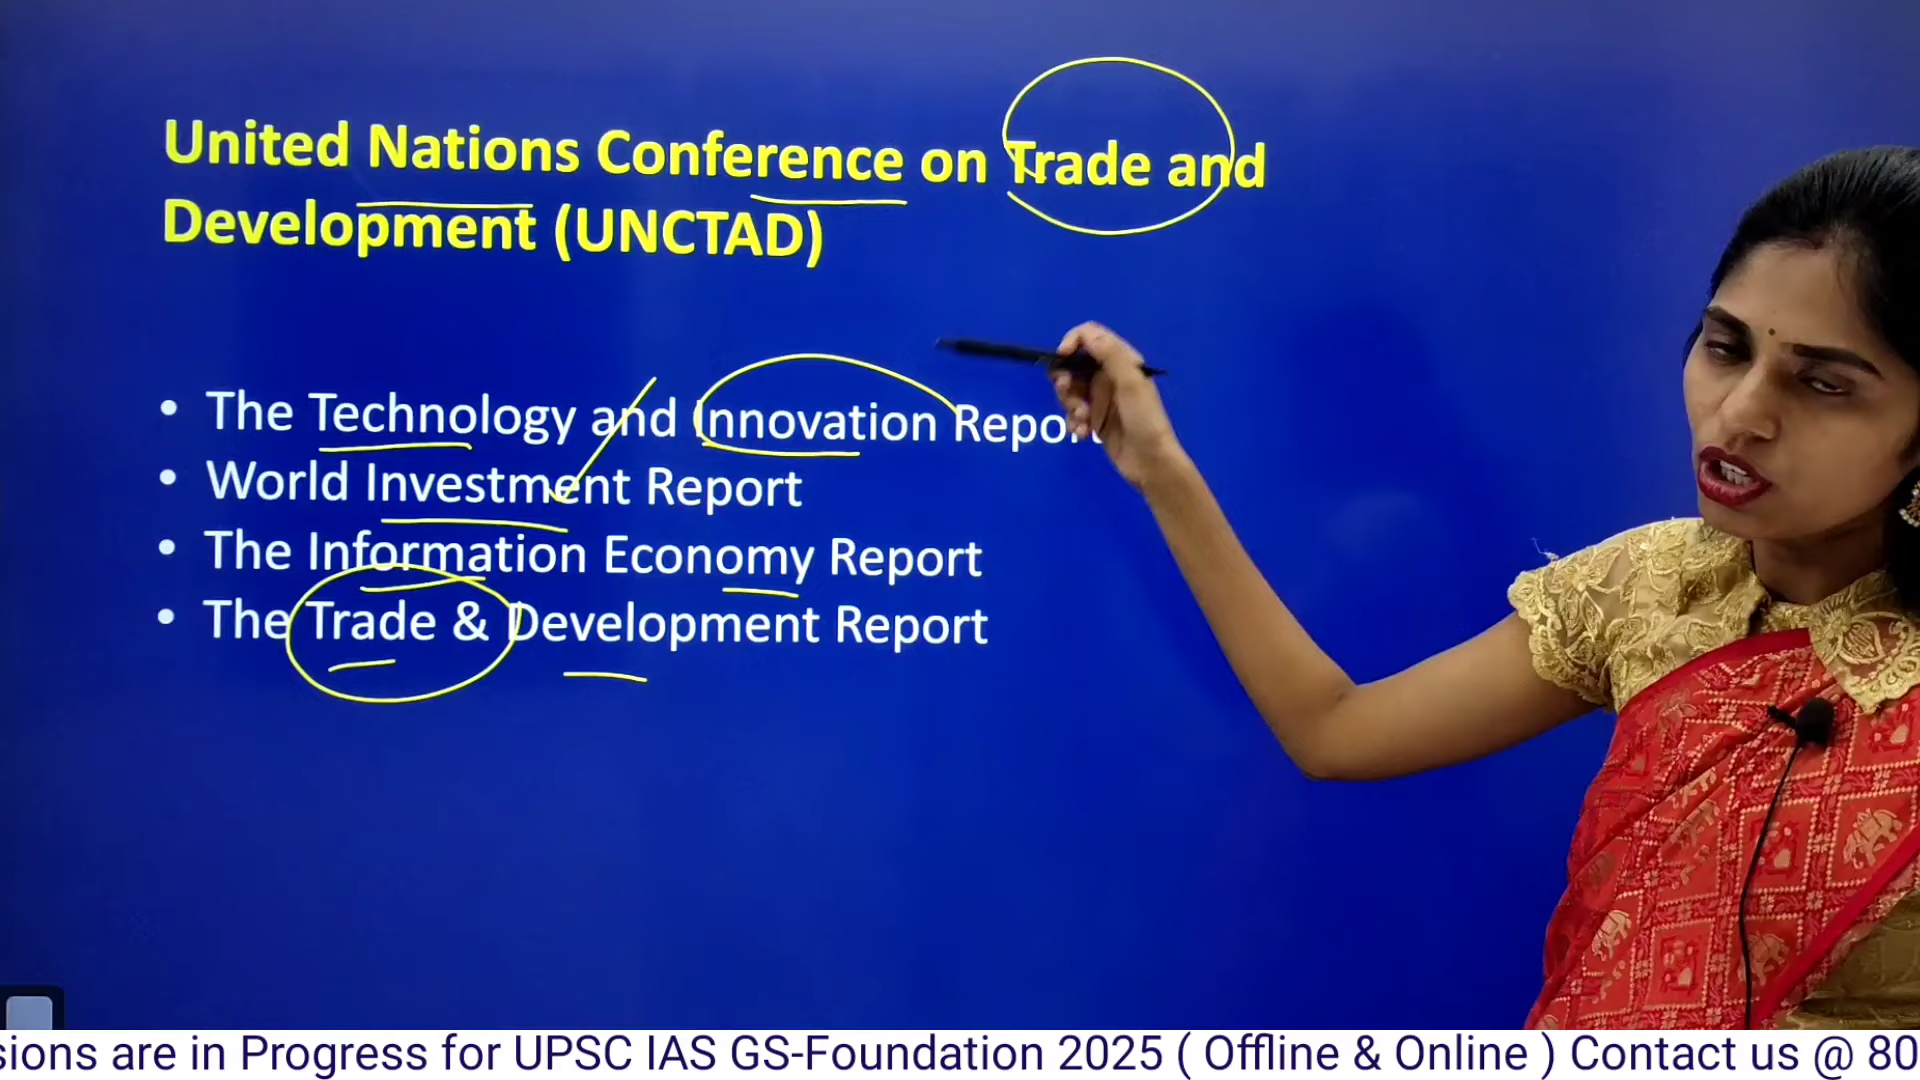 United Nations Conference on Trade and
Development (UNCTAD)
• The Technology and Innovation Report
• World Investment Report
• The Information Economy Report
• The Trade & Development Report
sions are in Progress for UPSC IAS GS-Foundation 2025 ( Offline & Online ) Contact us @ 80